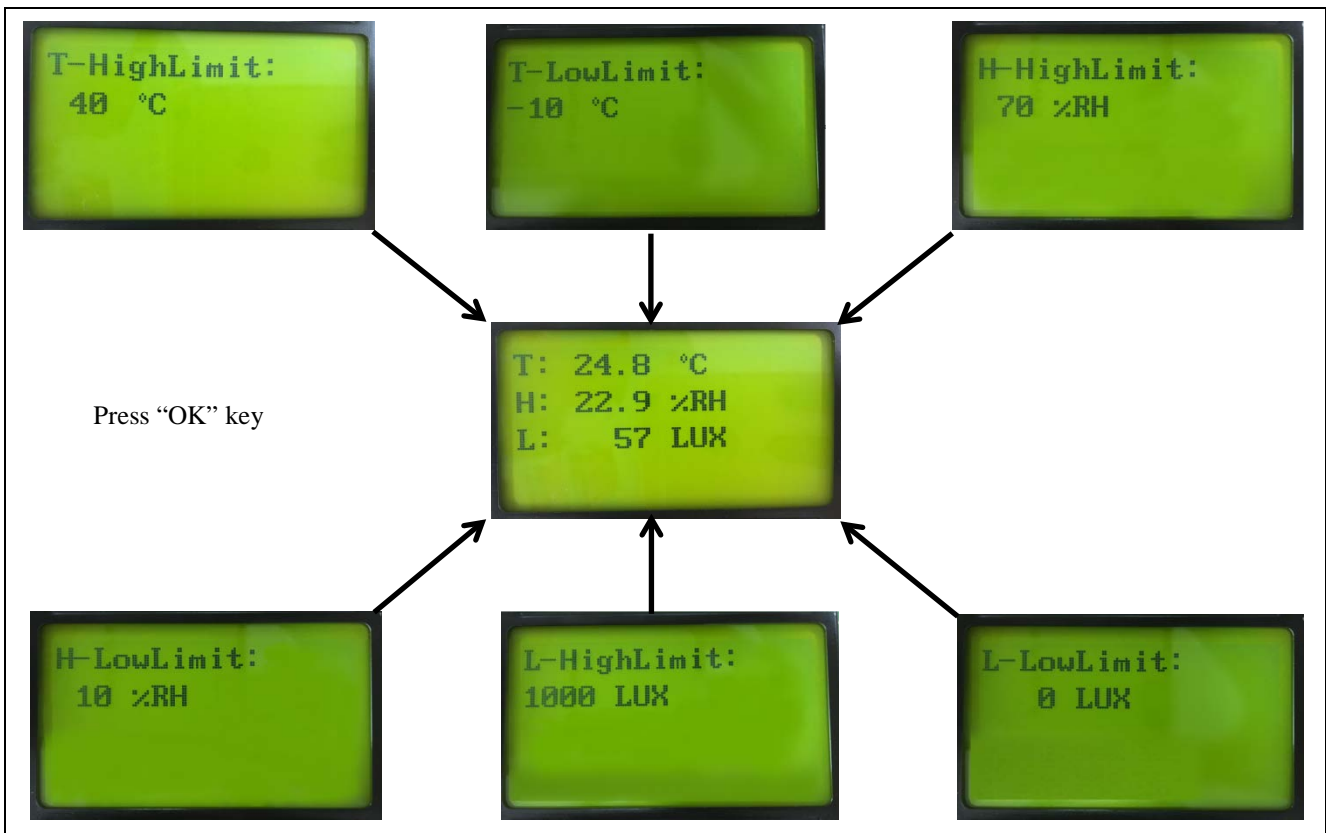 T-HighLimit:
40 °C
T-LowLimit:
-10 °C
H-HighLimit:
70 %RH
T: 24.8 °C
H: 22.9 %RH
L: 57 LUX
Press “OK” key
H-LowLimit:
10 %RH
L-HighLimit:
1000 LUX
L-LowLimit:
0 LUX